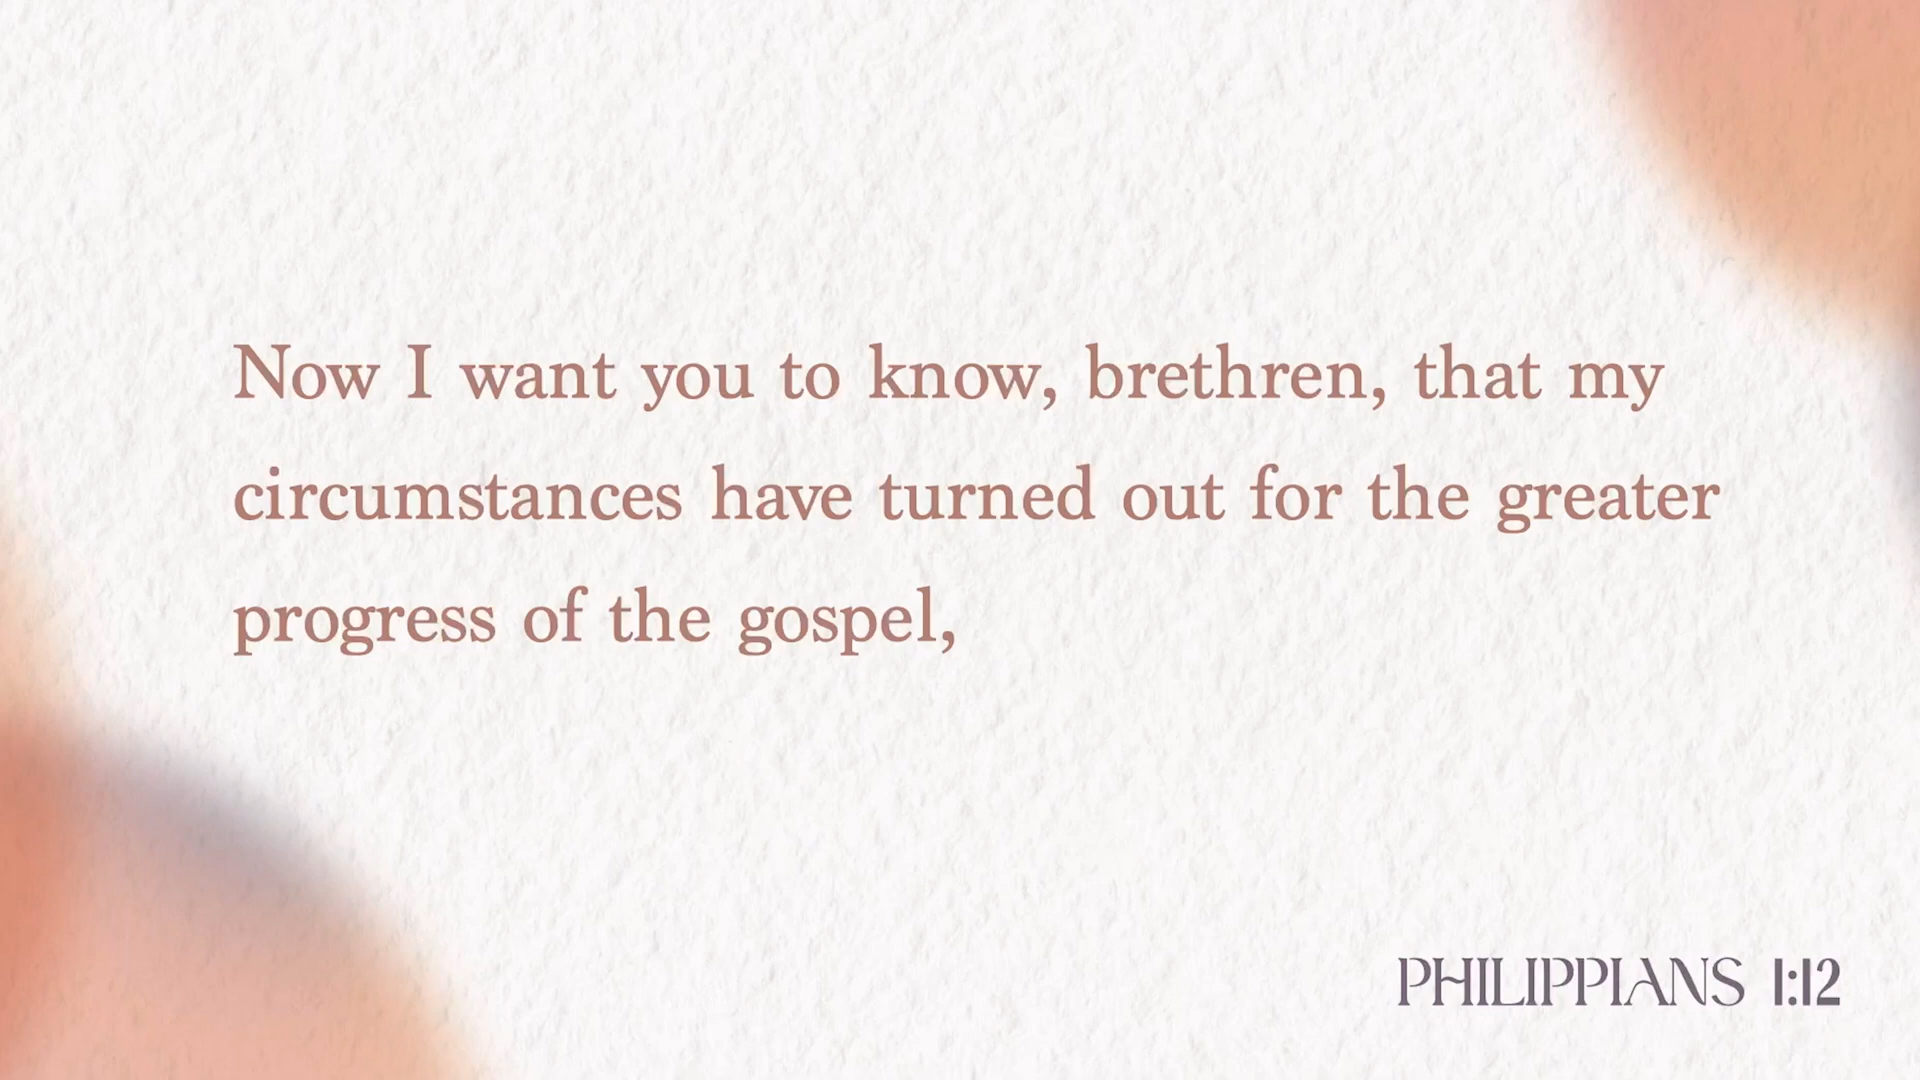 Now I want you to know, brethren, that my
circumstances have turned out for the greater
progress of the gospel,
PHILIPPIANS 1:12